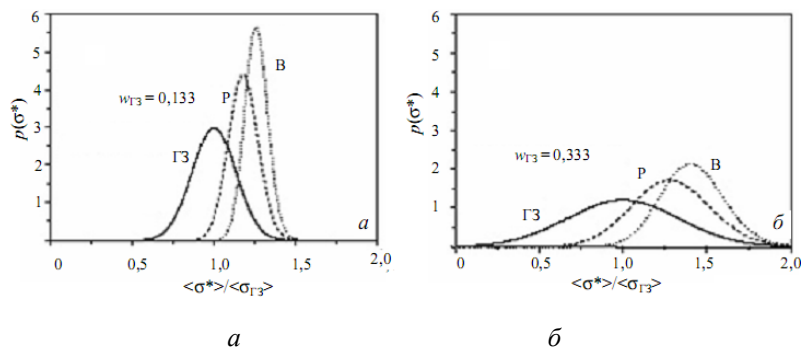 6
5
4
3
2
1
p(σ*)
wГЗ = 0,133
ГЗ
Р
В
а
0
0,5
1,0
1,5
2,0
<σ*>/<σГЗ>
6
5
4
3
2
1
p(σ*)
wГЗ = 0,333
ГЗ
Р
В
б
0
0,5
1,0
1,5
2,0
<σ*>/<σГЗ>
а
б